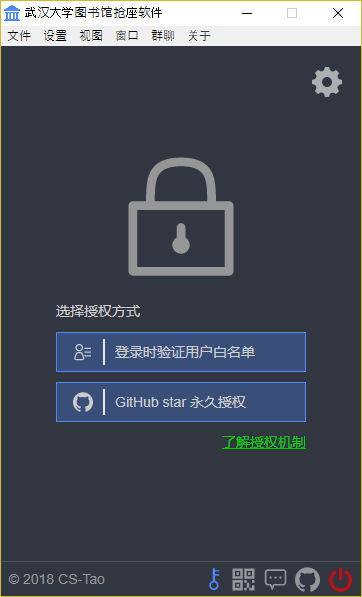 武汉大学图书馆抢座软件
文件 设置 视图 窗口 群聊 关于
选择授权方式
登录时验证用户白名单
GitHub star 永久授权
了解授权机制
© 2018 CS-Tao